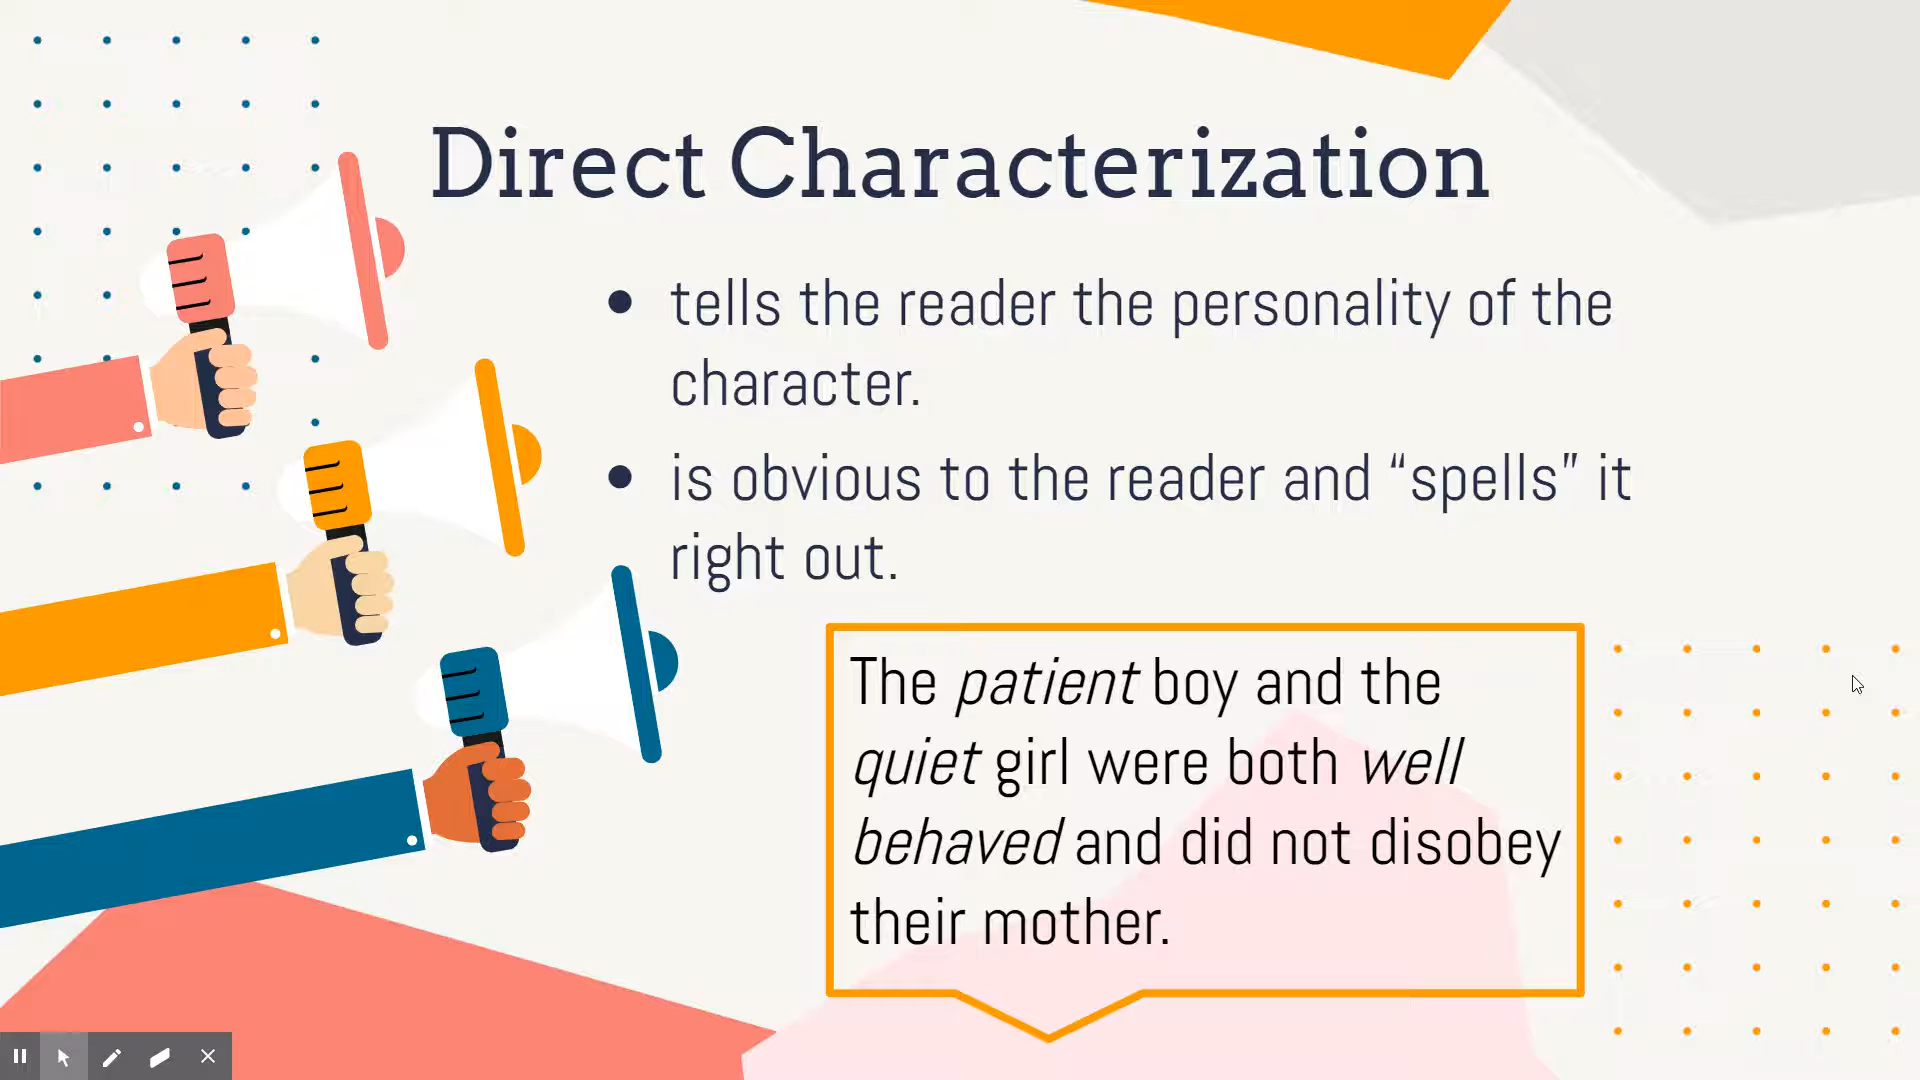 Direct Characterization
● tells the reader the personality of the
character.
● is obvious to the reader and “spells” it
right out.
The patient boy and the
quiet girl were both well
behaved and did not disobey
their mother.